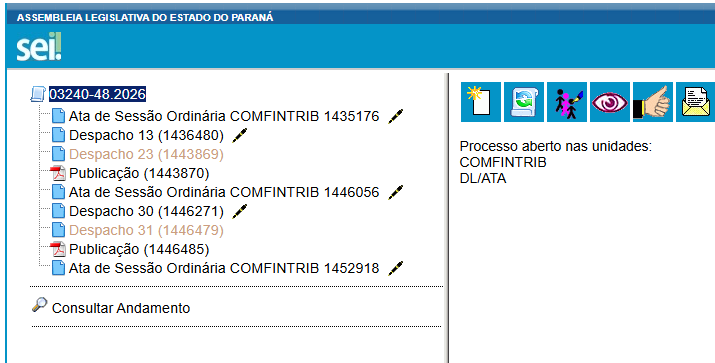 ASSEMBLEIA LEGISLATIVA DO ESTADO DO PARANÁ
sei!
03240-48.2026
Ata de Sessão Ordinária COMFINTRIB 1435176
Despacho 13 (1436480)
Despacho 23 (1443869)
Publicação (1443870)
Ata de Sessão Ordinária COMFINTRIB 1446056
Despacho 30 (1446271)
Despacho 31 (1446479)
Publicação (1446485)
Ata de Sessão Ordinária COMFINTRIB 1452918
Consultar Andamento
Processo aberto nas unidades:
COMFINTRIB
DL/ATA